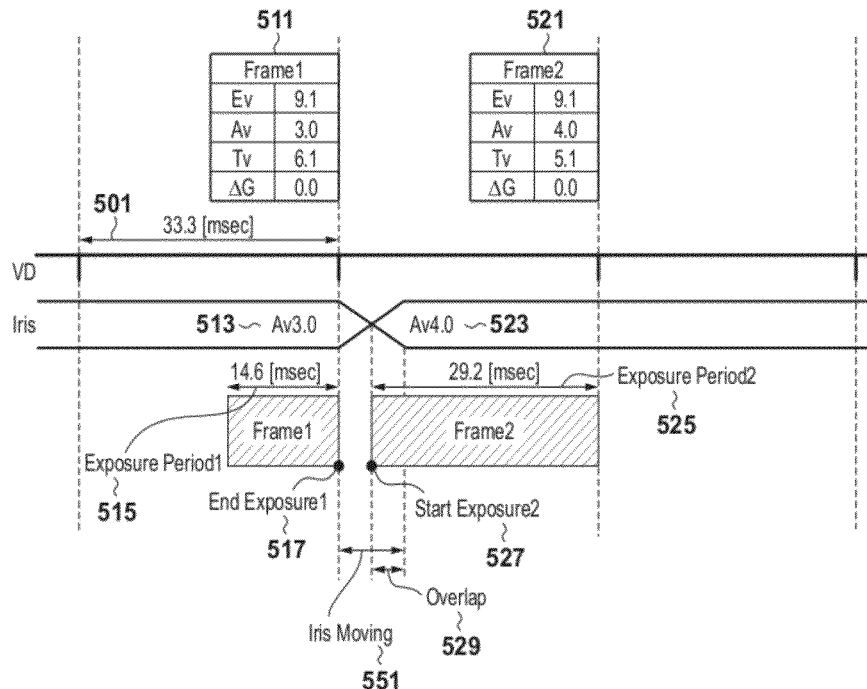 511
521
Frame1
Ev 9.1
Av 3.0
Tv 6.1
ΔG 0.0
Frame2
Ev 9.1
Av 4.0
Tv 5.1
ΔG 0.0
501
33.3 [msec]
VD
Iris
513 Av3.0
Av4.0 523
14.6 [msec]
29.2 [msec]
Exposure Period2
525
Frame1
Frame2
Exposure Period1
515
End Exposure1
517
Start Exposure2
527
Overlap
529
Iris Moving
551